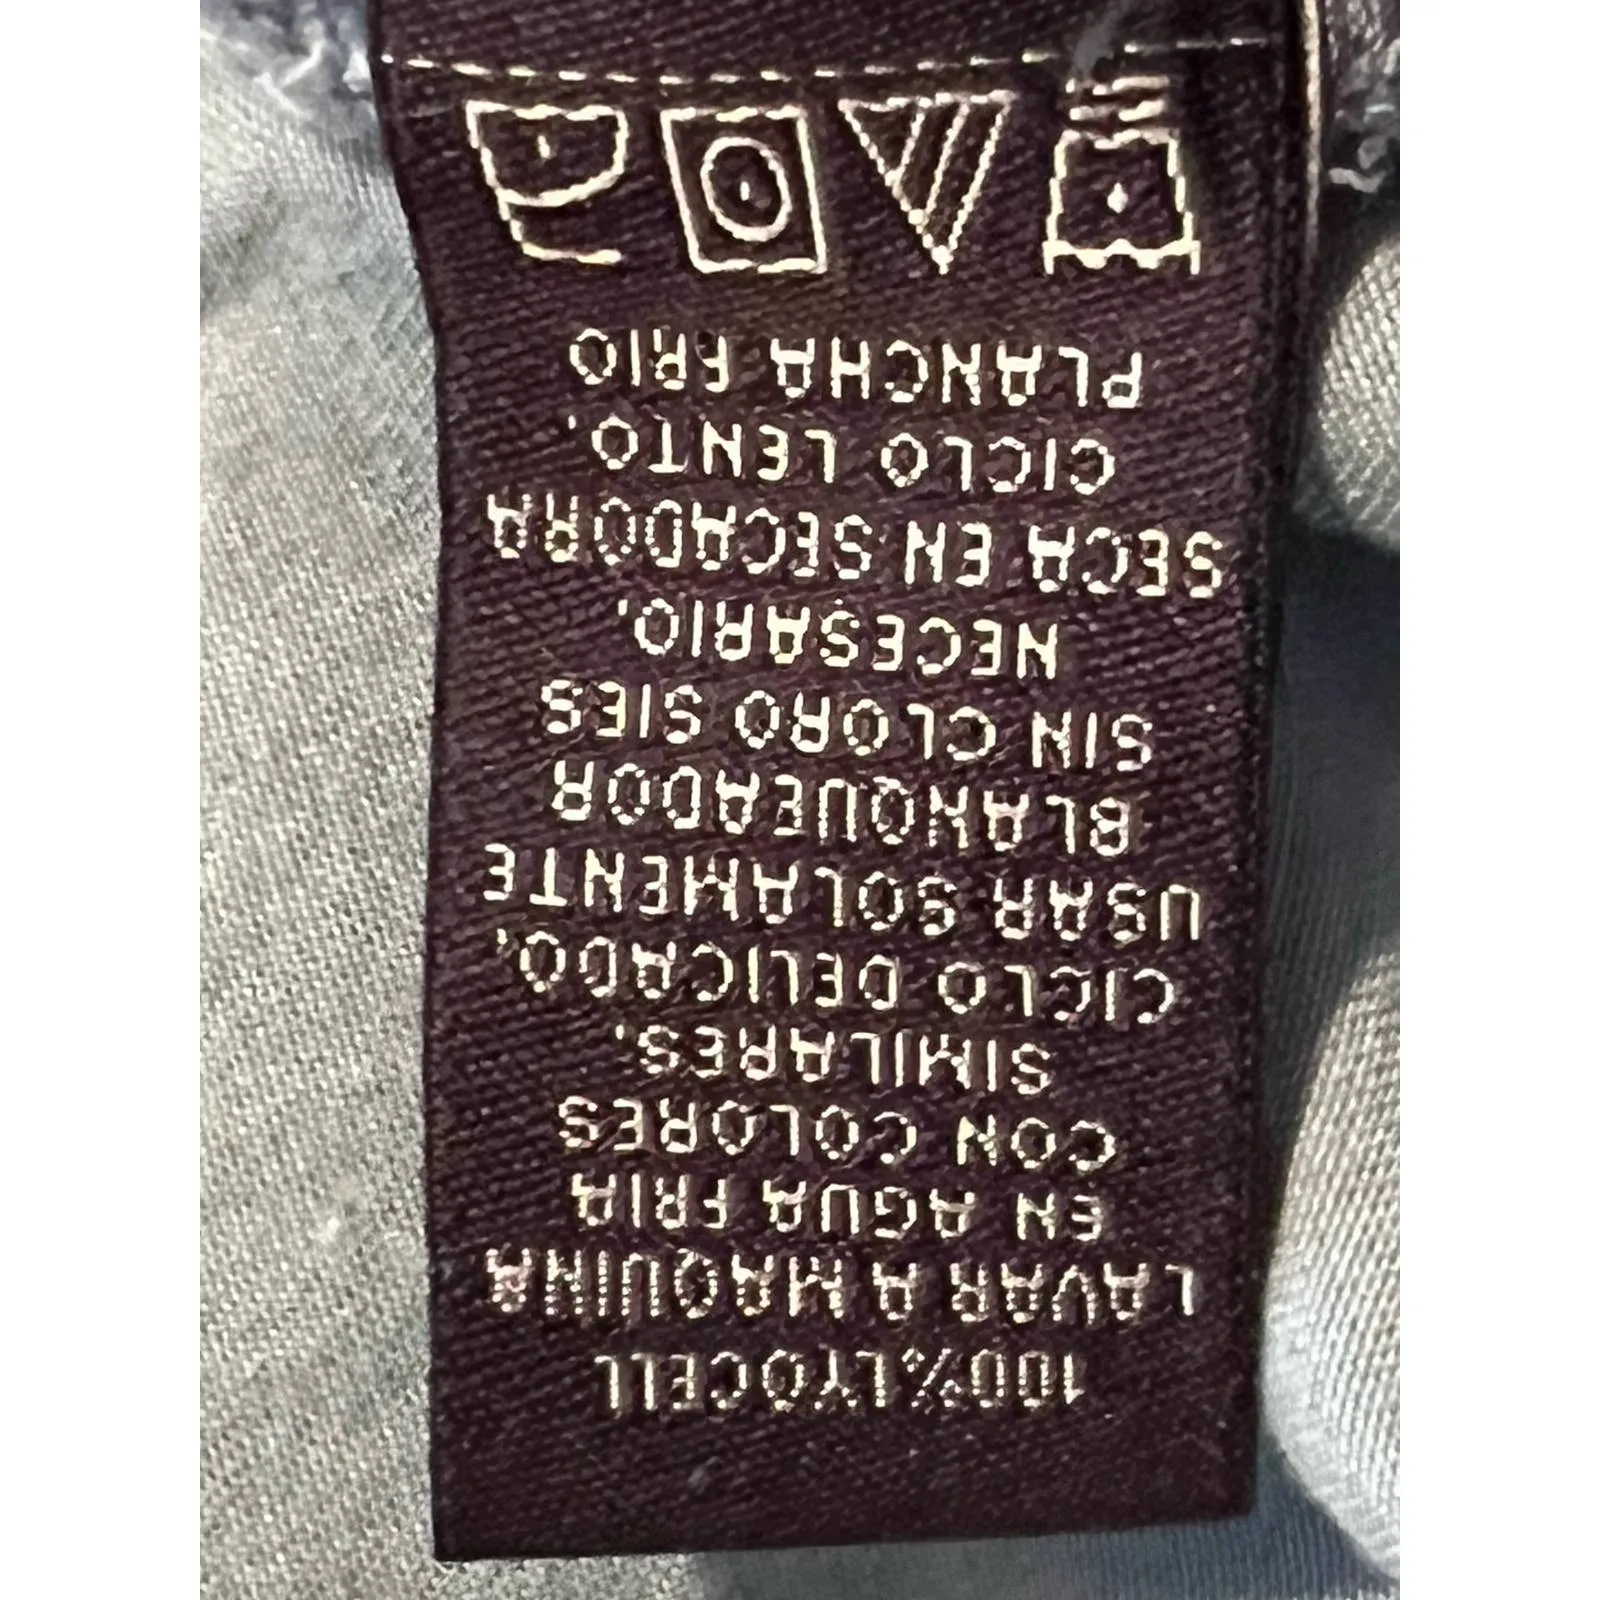 100% LYOCELL
LAVAR A MAQUINA
EN AGUA FRIA
CON COLORES
SIMILARES.
CICLO DELICADO.
USAR SOLAMENTE
BLANQUEADOR
SIN CLORO SIES
NECESARIO.
SECA EN SECADORA
CICLO LENTO.
PLANCHA FRIO